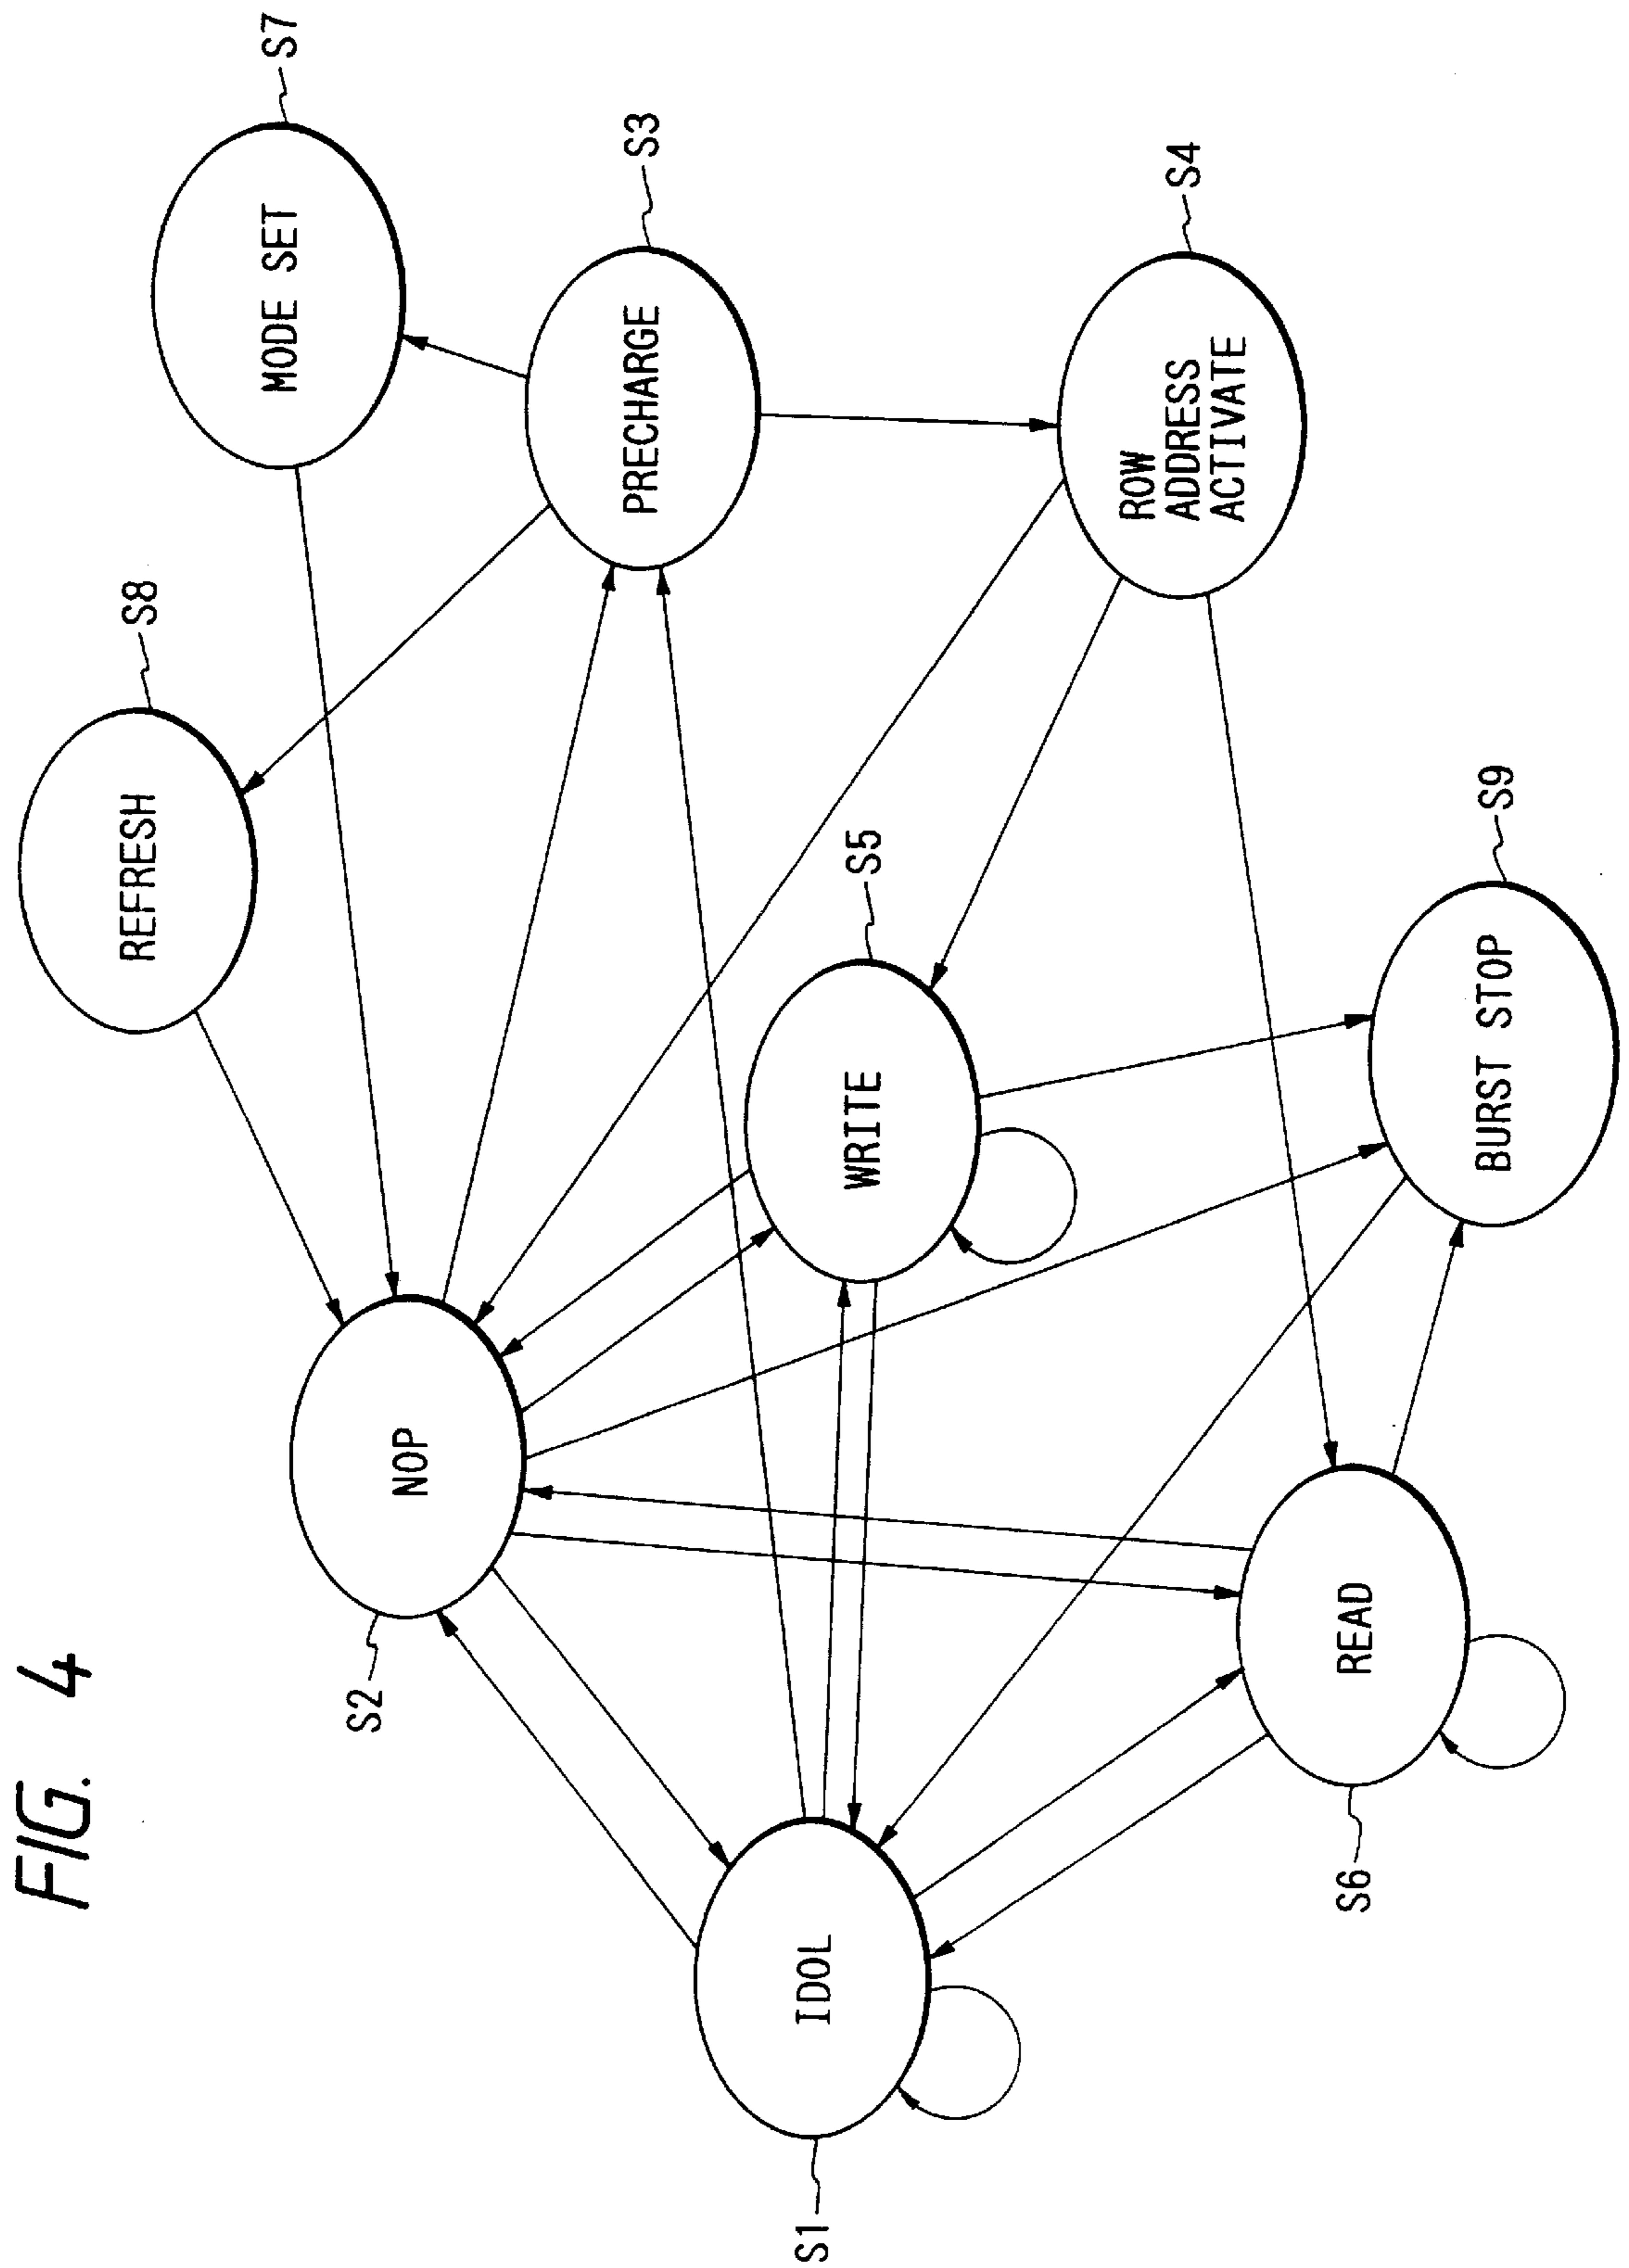 FIG. 4
S8
REFRESH
S7
MODE SET
S2
NOP
S3
PRECHARGE
S1
IDOL
S5
WRITE
S4
ROW
ADDRESS
ACTIVATE
S6
READ
S9
BURST STOP